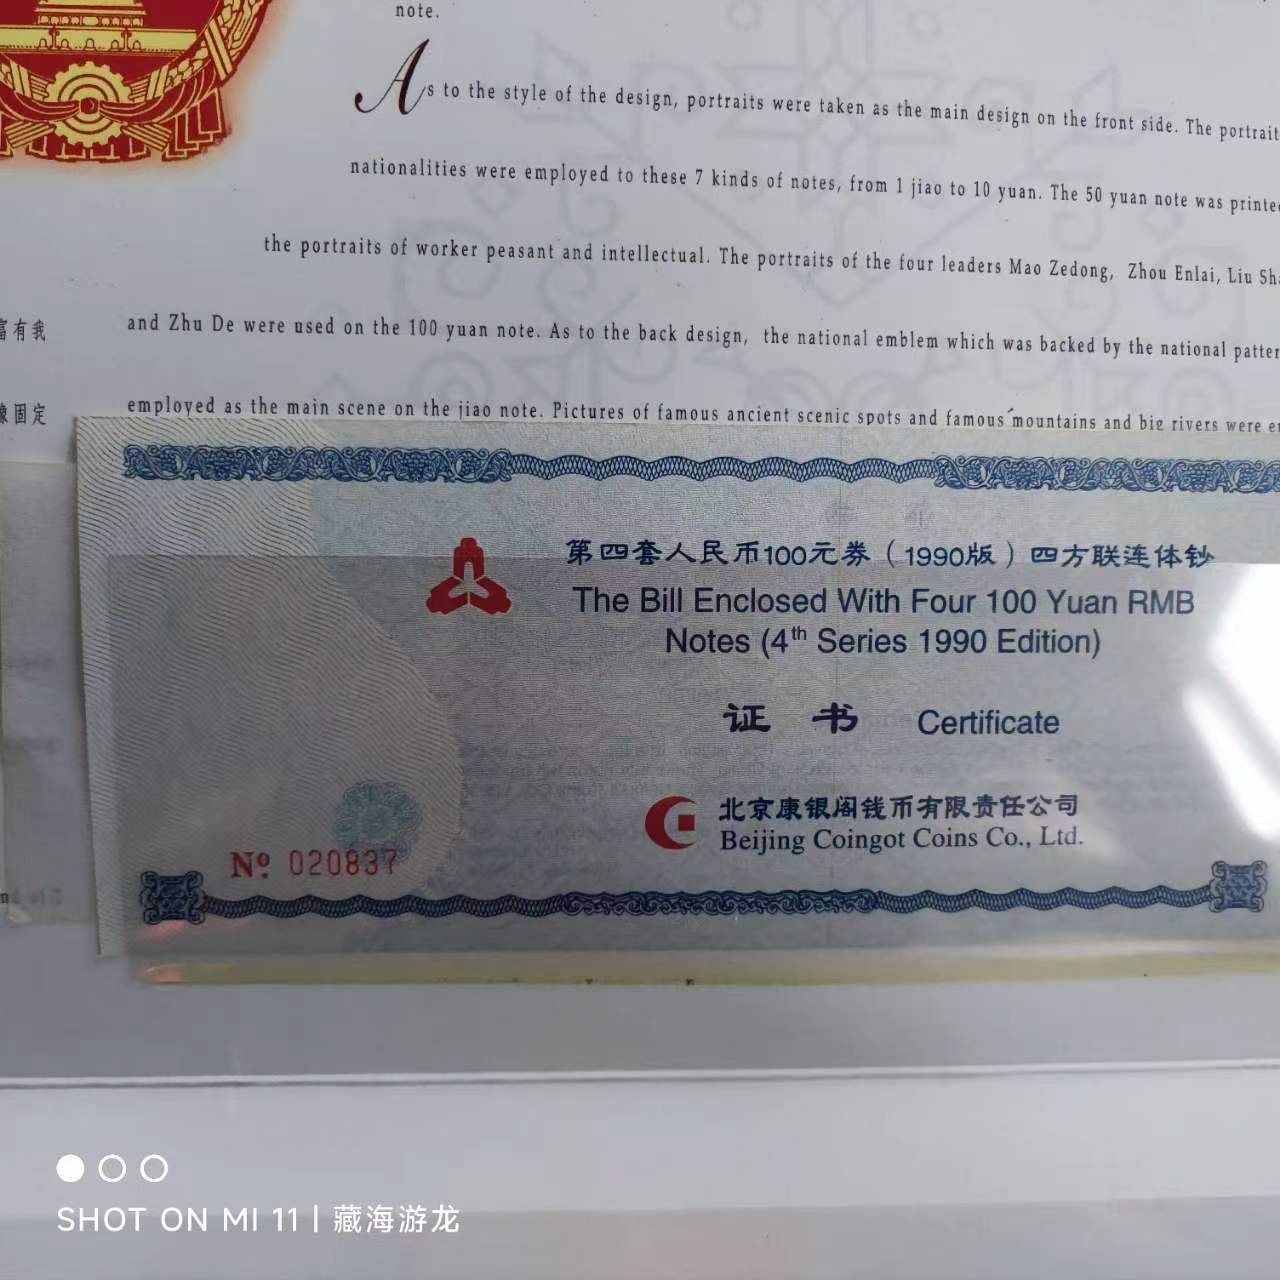 note.
As to the style of the design, portraits were taken as the main design on the front side. The portrait
nationalities were employed to these 7 kinds of notes, from 1 jiao to 10 yuan. The 50 yuan note was printed
the portraits of worker peasant and intellectual. The portraits of the four leaders Mao Zedong, Zhou Enlai, Liu Sha
富有我
and Zhu De were used on the 100 yuan note. As to the back design, the national emblem which was backed by the national patter
像固定
employed as the main scene on the jiao note. Pictures of famous ancient scenic spots and famous mountains and big rivers were em
第四套人民币100元券（1990版）四方联连体钞
The Bill Enclosed With Four 100 Yuan RMB
Notes (4th Series 1990 Edition)
证 书 Certificate
北京康银阁钱币有限责任公司
Beijing Coingot Coins Co., Ltd.
Nº 020837
SHOT ON MI 11 | 藏海游龙